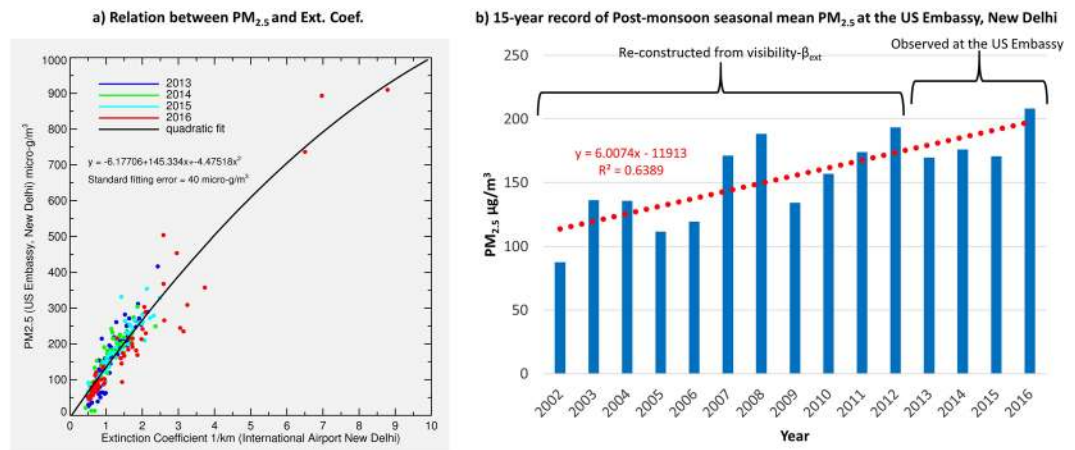 a) Relation between PM2.5 and Ext. Coef.
1000
900
800
700
600
500
400
300
200
100
0
PM2.5 (US Embassy, New Delhi) micro-g/m³
2013
2014
2015
2016
quadratic fit
y = -6.17706+145.334x+-4.47518x²
Standard fitting error = 40 micro-g/m³
0 1 2 3 4 5 6 7 8 9 10
Extinction Coefficient 1/km (International Airport New Delhi)
b) 15-year record of Post-monsoon seasonal mean PM2.5 at the US Embassy, New Delhi
250
200
150
100
50
0
PM2.5 µg/m³
Re-constructed from visibility-βext
Observed at the US Embassy
y = 6.0074x - 11913
R² = 0.6389
2002 2003 2004 2005 2006 2007 2008 2009 2010 2011 2012 2013 2014 2015 2016
Year